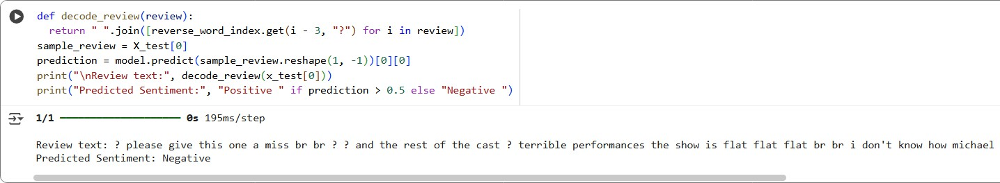 def decode_review(review):
  return " ".join([reverse_word_index.get(i - 3, "?") for i in review])
sample_review = X_test[0]
prediction = model.predict(sample_review.reshape(1, -1))[0][0]
print("\nReview text:", decode_review(x_test[0]))
print("Predicted Sentiment:", "Positive " if prediction > 0.5 else "Negative ")
1/1 ━━━━━━━━━━━━━━━━━━━━ 0s 195ms/step
Review text: ? please give this one a miss br br ? ? and the rest of the cast ? terrible performances the show is flat flat flat br br i don't know how michael
Predicted Sentiment: Negative